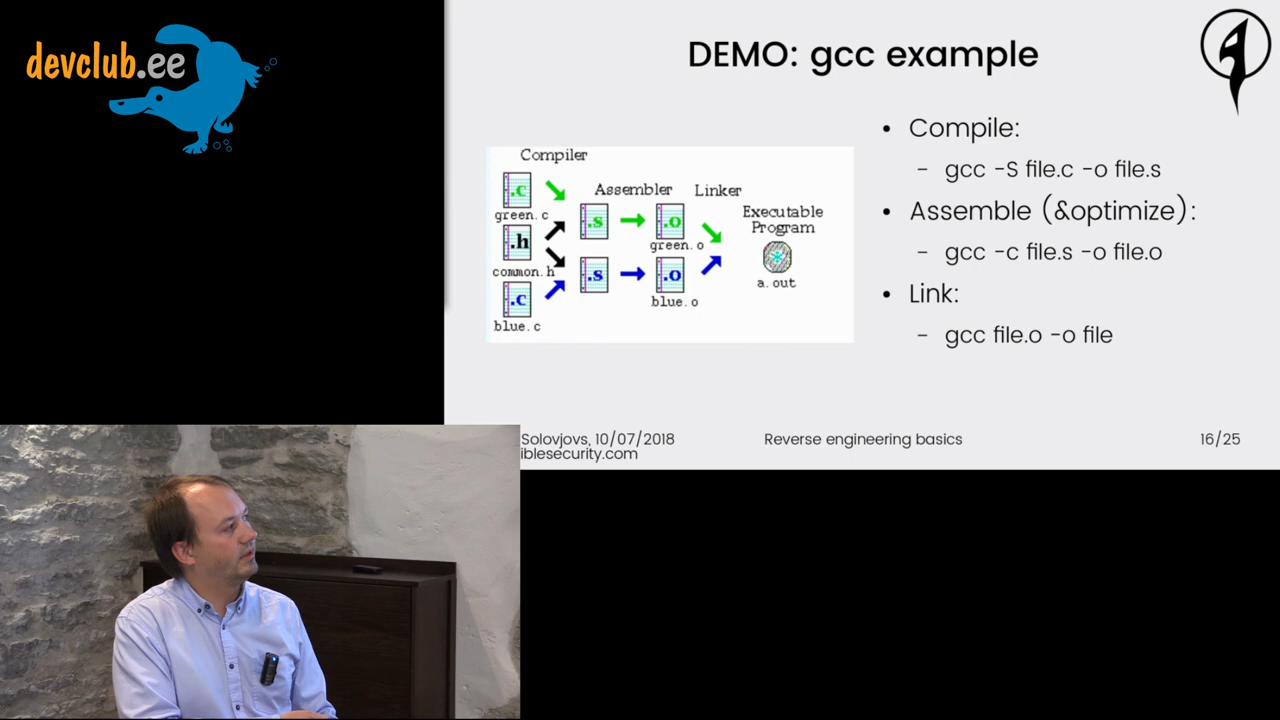 devclub.ee
DEMO: gcc example
Compiler
.c
green.c
.h
common.h
.c
blue.c
Assembler
.s
.s
Linker
.o
green.o
.o
blue.o
Executable
Program
a.out
• Compile:
– gcc -S file.c -o file.s
• Assemble (&optimize):
– gcc -c file.s -o file.o
• Link:
– gcc file.o -o file
Solovjovs, 10/07/2018
iblesecurity.com
Reverse engineering basics
16/25